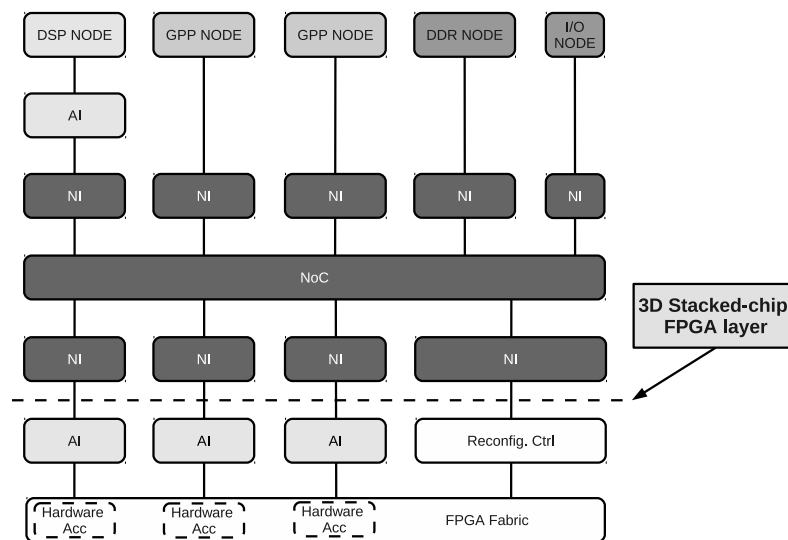 DSP NODE
GPP NODE
GPP NODE
DDR NODE
I/O
NODE
AI
NI
NI
NI
NI
NI
NoC
3D Stacked-chip
FPGA layer
NI
NI
NI
NI
AI
AI
AI
Reconfig. Ctrl
Hardware
Acc
Hardware
Acc
Hardware
Acc
FPGA Fabric